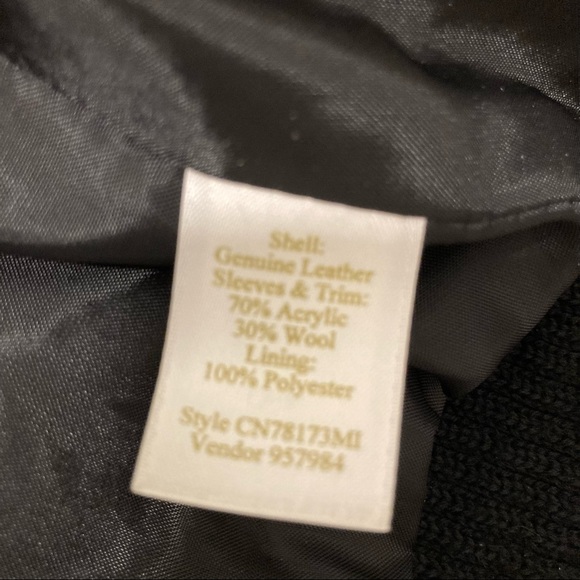 Shell:
Genuine Leather
Sleeves & Trim:
70% Acrylic
30% Wool
Lining:
100% Polyester
Style CN78173MI
Vendor 957984